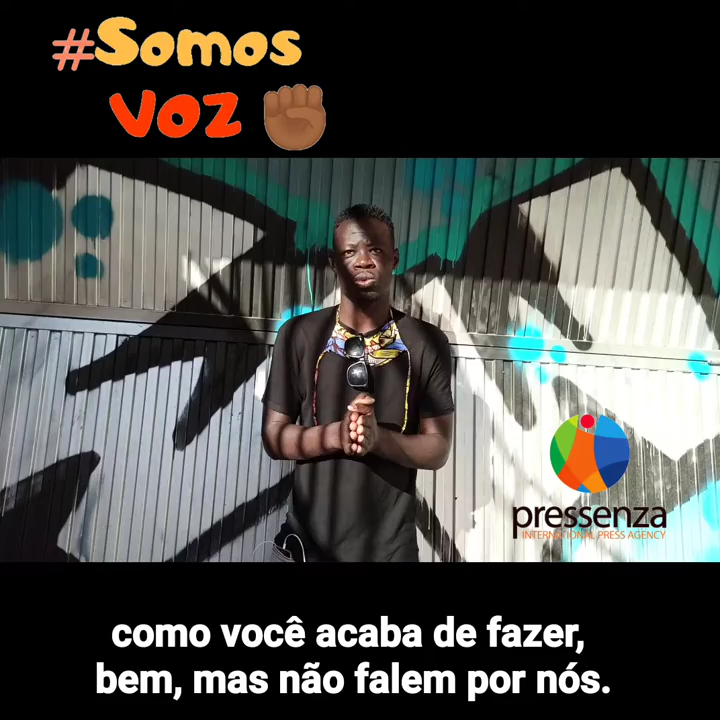 #Somos
voz
pressenza
INTERNATIONAL PRESS AGENCY
como você acaba de fazer,
bem, mas não falem por nós.